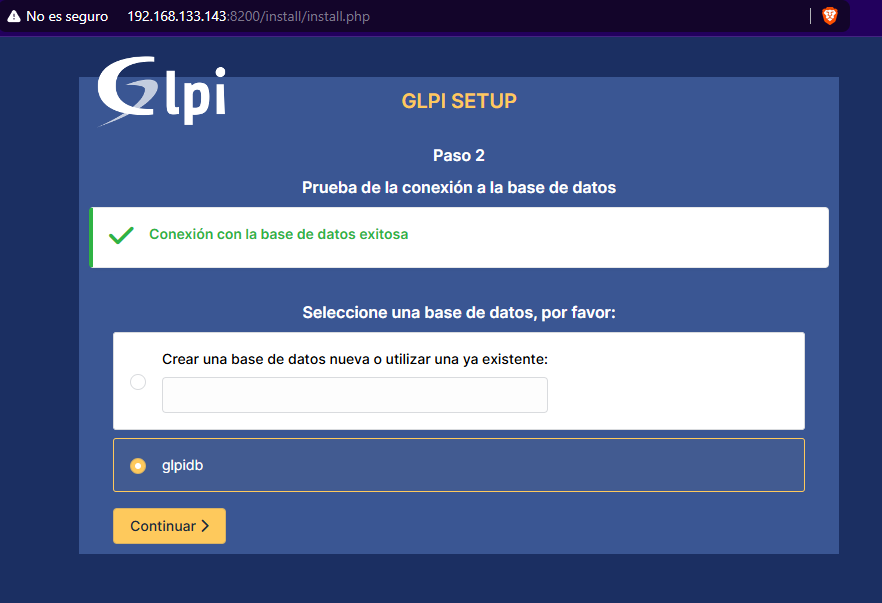 No es seguro 192.168.133.143:8200/install/install.php
Glpi
GLPI SETUP
Paso 2
Prueba de la conexión a la base de datos
Conexión con la base de datos exitosa
Seleccione una base de datos, por favor:
Crear una base de datos nueva o utilizar una ya existente:
glpidb
Continuar